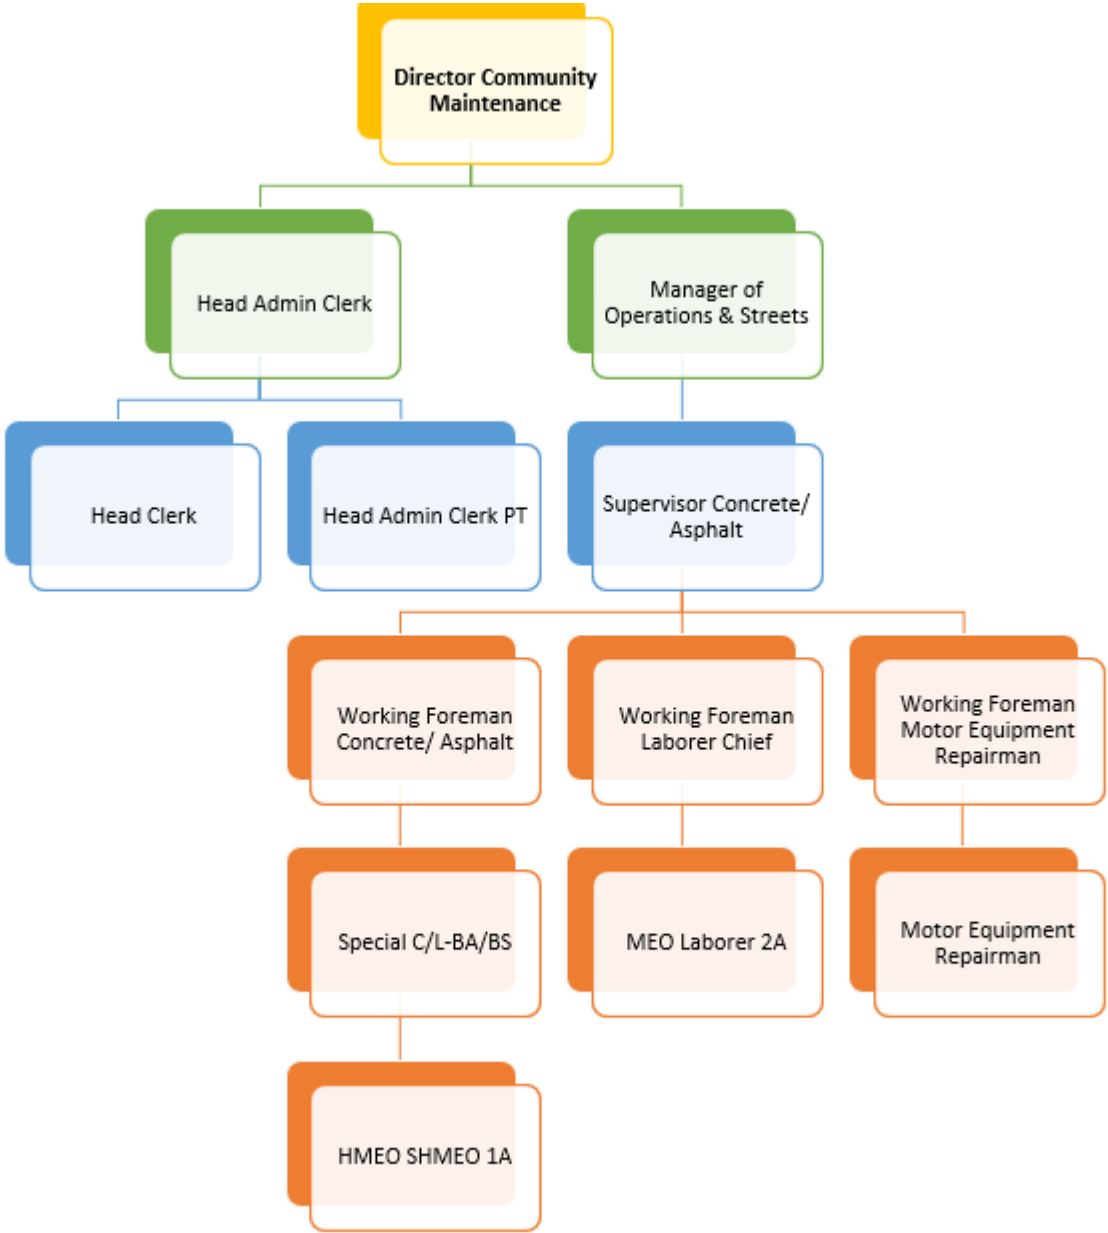 Director Community
Maintenance
Head Admin Clerk
Manager of
Operations & Streets
Head Clerk
Head Admin Clerk PT
Supervisor Concrete/
Asphalt
Working Foreman
Concrete/ Asphalt
Working Foreman
Laborer Chief
Working Foreman
Motor Equipment
Repairman
Special C/L-BA/BS
MEO Laborer 2A
Motor Equipment
Repairman
HMEO SHMEO 1A